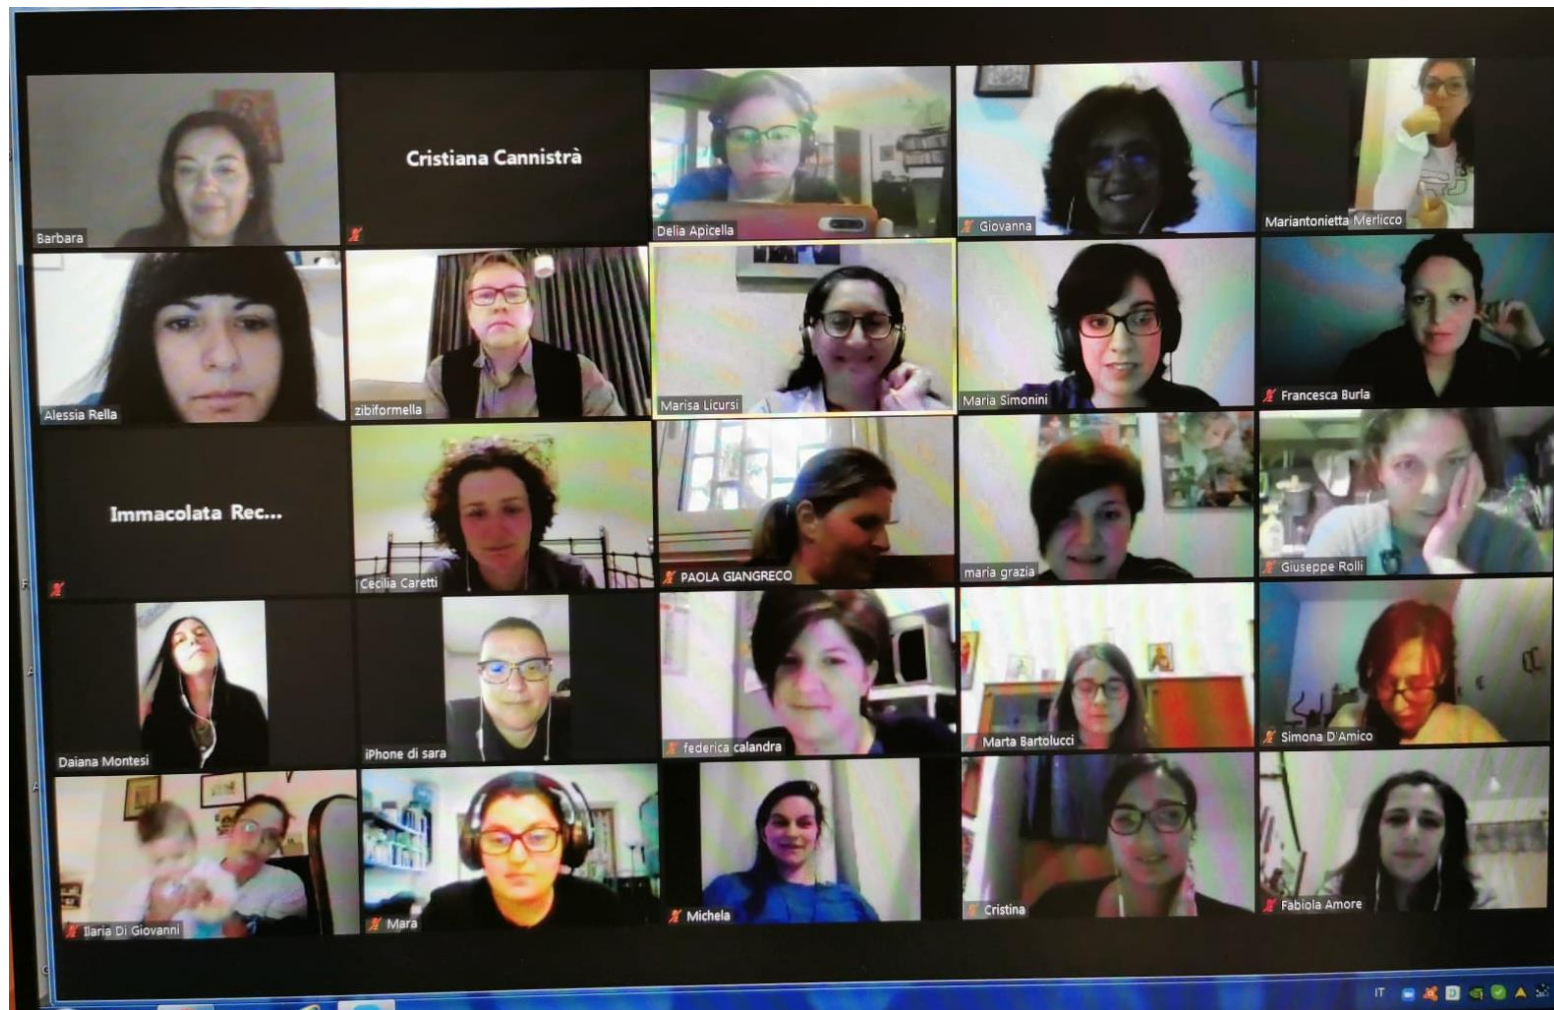 Barbara
Cristiana Cannistrà
Delia Apicella
Giovanna
Mariantonietta Merlicco
Alessia Rella
zibiformella
Marisa Licursi
Maria Simonini
Francesca Burla
Immacolata Rec...
Cecilia Caretti
PAOLA GIANGRECO
maria grazia
Giuseppe Rolli
Daiana Montesi
iPhone di sara
federica calandra
Marta Bartolucci
Simona D'Amico
Ilaria Di Giovanni
Mara
Michela
Cristina
Fabiola Amore
IT